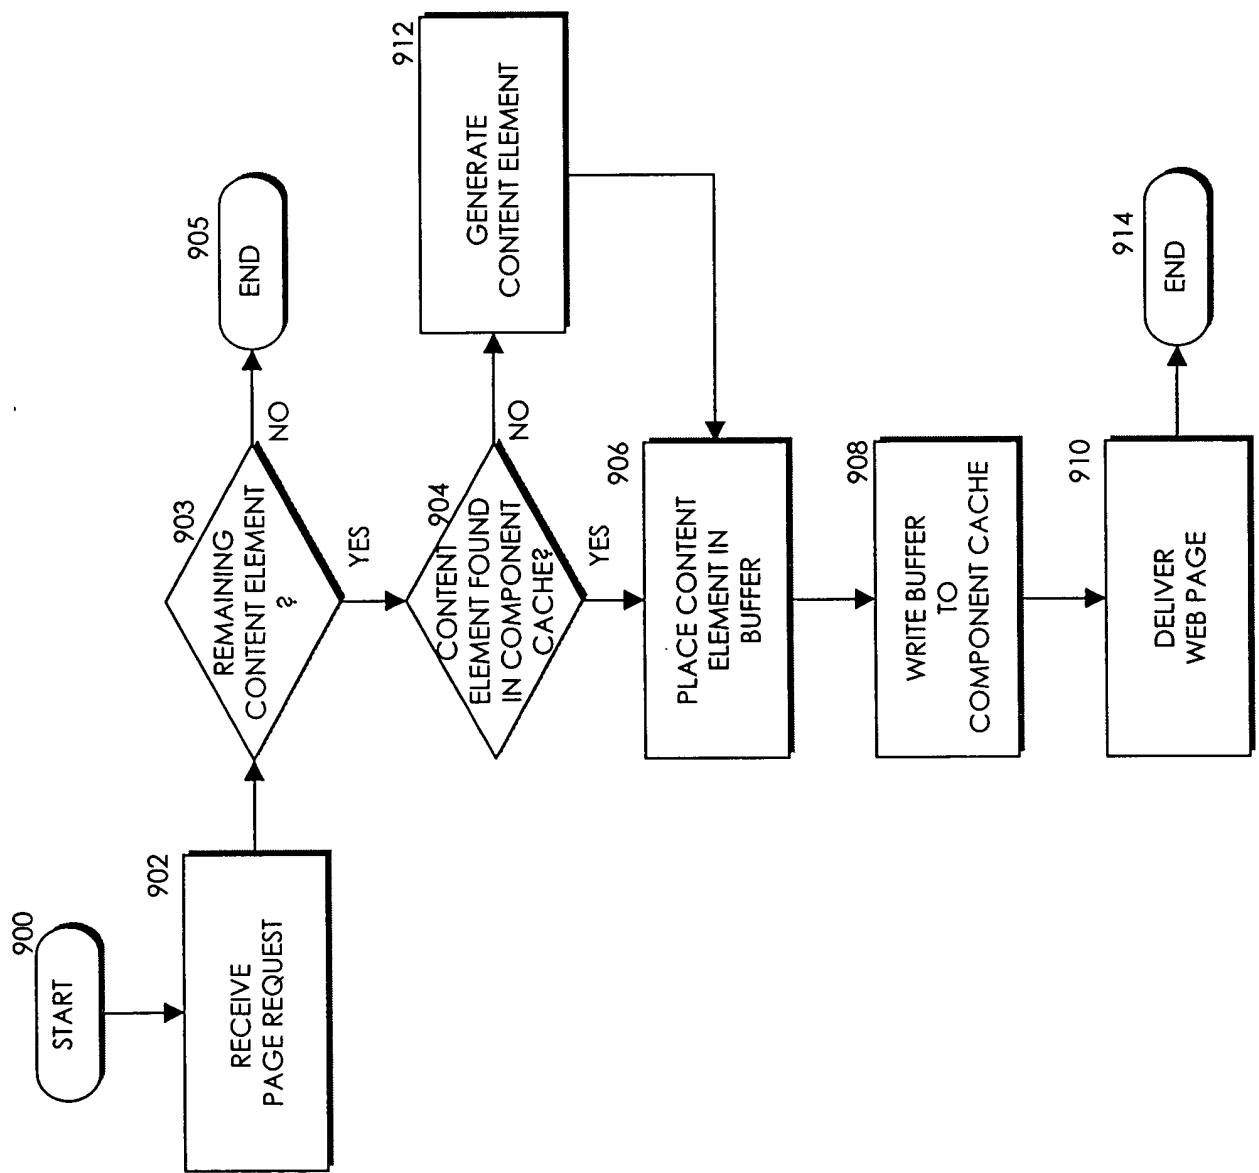 900
START
902
RECEIVE
PAGE REQUEST
903
REMAINING
CONTENT ELEMENT
?
NO
905
END
YES
904
CONTENT
ELEMENT FOUND
IN COMPONENT
CACHE?
NO
912
GENERATE
CONTENT ELEMENT
YES
906
PLACE CONTENT
ELEMENT IN
BUFFER
908
WRITE BUFFER
TO
COMPONENT CACHE
910
DELIVER
WEB PAGE
914
END